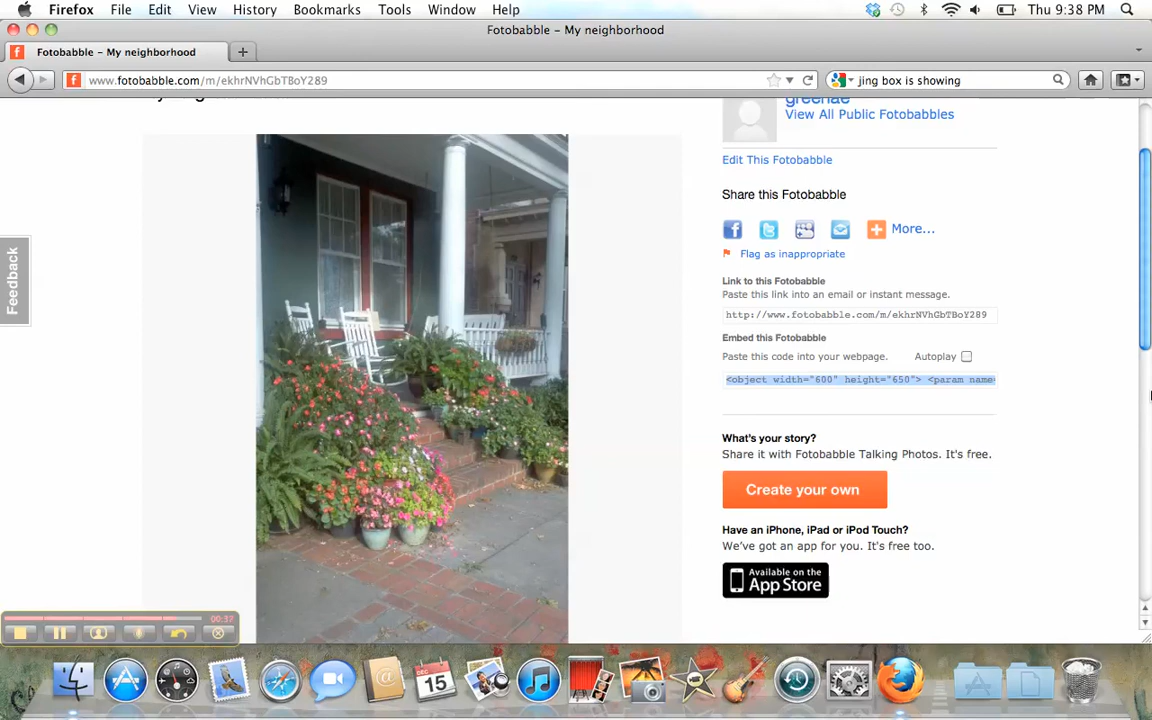 Firefox File Edit View History Bookmarks Tools Window Help Thu 9:38 PM
Fotobabble – My neighborhood
f Fotobabble – My neighborhood +
f www.fotobabble.com/m/ekhrNVhGbTBoY289 jing box is showing
greenae
View All Public Fotobabbles
Edit This Fotobabble
Share this Fotobabble
More...
Flag as inappropriate
Link to this Fotobabble
Paste this link into an email or instant message.
http://www.fotobabble.com/m/ekhrNVhGbTBoY289
Embed this Fotobabble
Paste this code into your webpage. Autoplay
<object width="600" height="650"> <param name=
What's your story?
Share it with Fotobabble Talking Photos. It's free.
Create your own
Have an iPhone, iPad or iPod Touch?
We've got an app for you. It's free too.
Available on the
App Store
Feedback
00:37
DEC
15